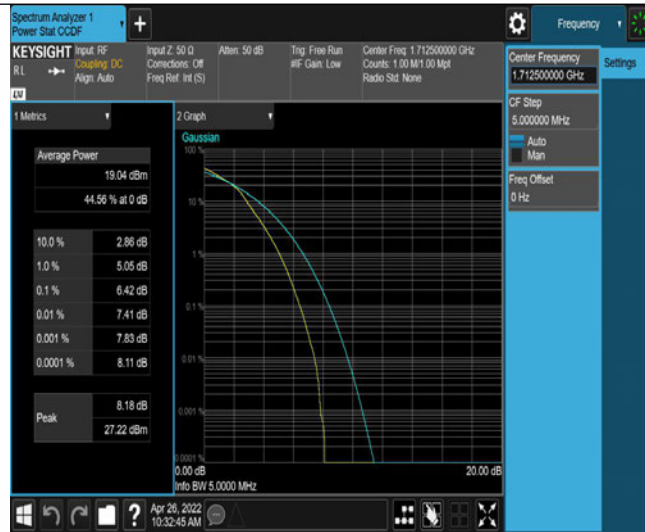 Spectrum Analyzer 1
Power Stat CCDF
Frequency
KEYSIGHT
Input: RF
Input Z: 50 Ω
Atten: 50 dB
Trig: Free Run
Center Freq: 1.712500000 GHz
RL
Coupling: DC
Corrections: Off
#IF Gain: Low
Counts: 1.00 M/1.00 Mpt
Align: Auto
Freq Ref: Int (S)
Radio Std: None
Center Frequency
1.712500000 GHz
Settings
CF Step
5.000000 MHz
Auto
Man
Freq Offset
0 Hz
1 Metrics
Average Power
19.04 dBm
44.56 % at 0 dB
10.0 % 2.86 dB
1.0 % 5.05 dB
0.1 % 6.42 dB
0.01 % 7.41 dB
0.001 % 7.83 dB
0.0001 % 8.11 dB
Peak
8.18 dB
27.22 dBm
2 Graph
Gaussian
100 %
10 %
1 %
0.1 %
0.01 %
0.001 %
0.0001 %
0.00 dB
20.00 dB
Info BW 5.0000 MHz
?
Apr 26, 2022
10:32:45 AM